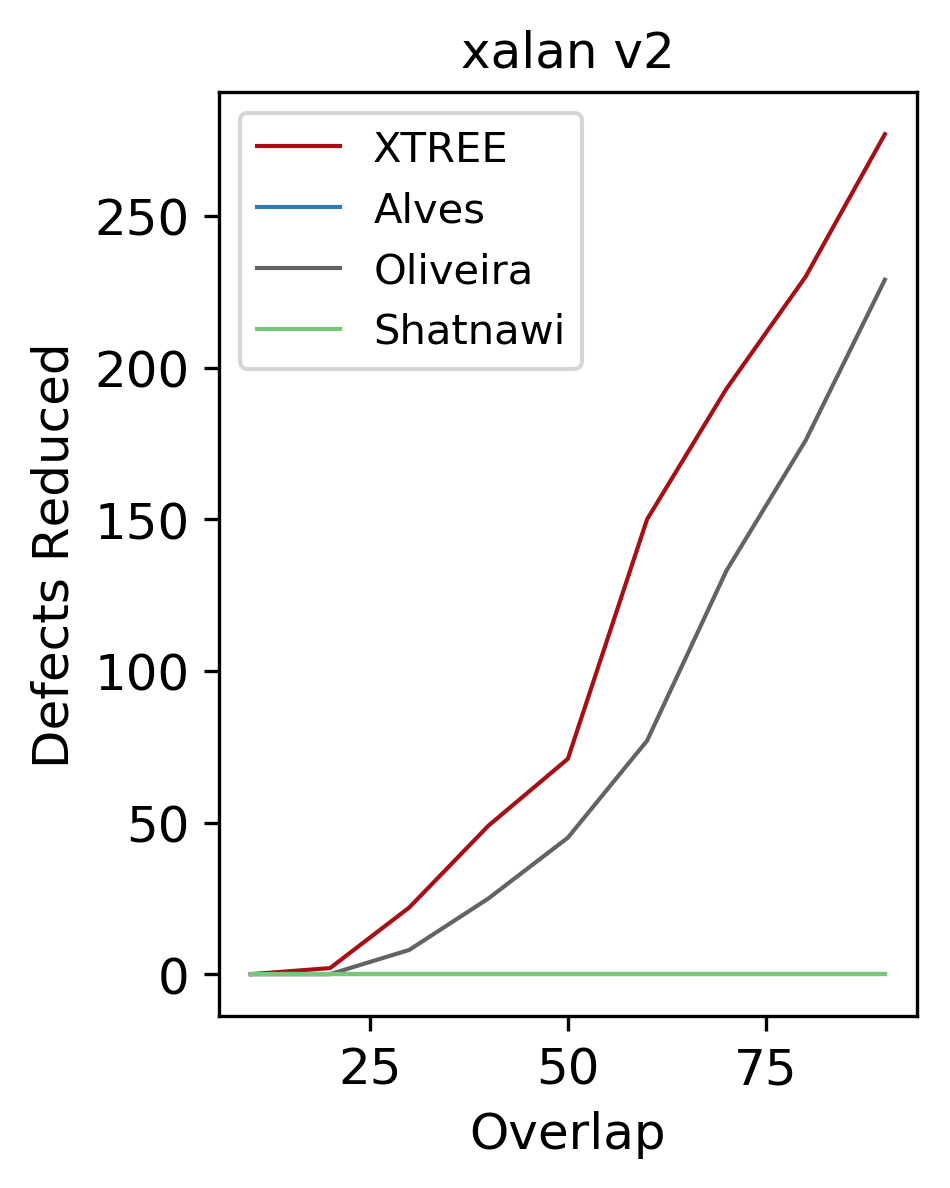 xalan v2
XTREE
Alves
Oliveira
Shatnawi
250
200
150
100
50
0
Defects Reduced
25 50 75
Overlap